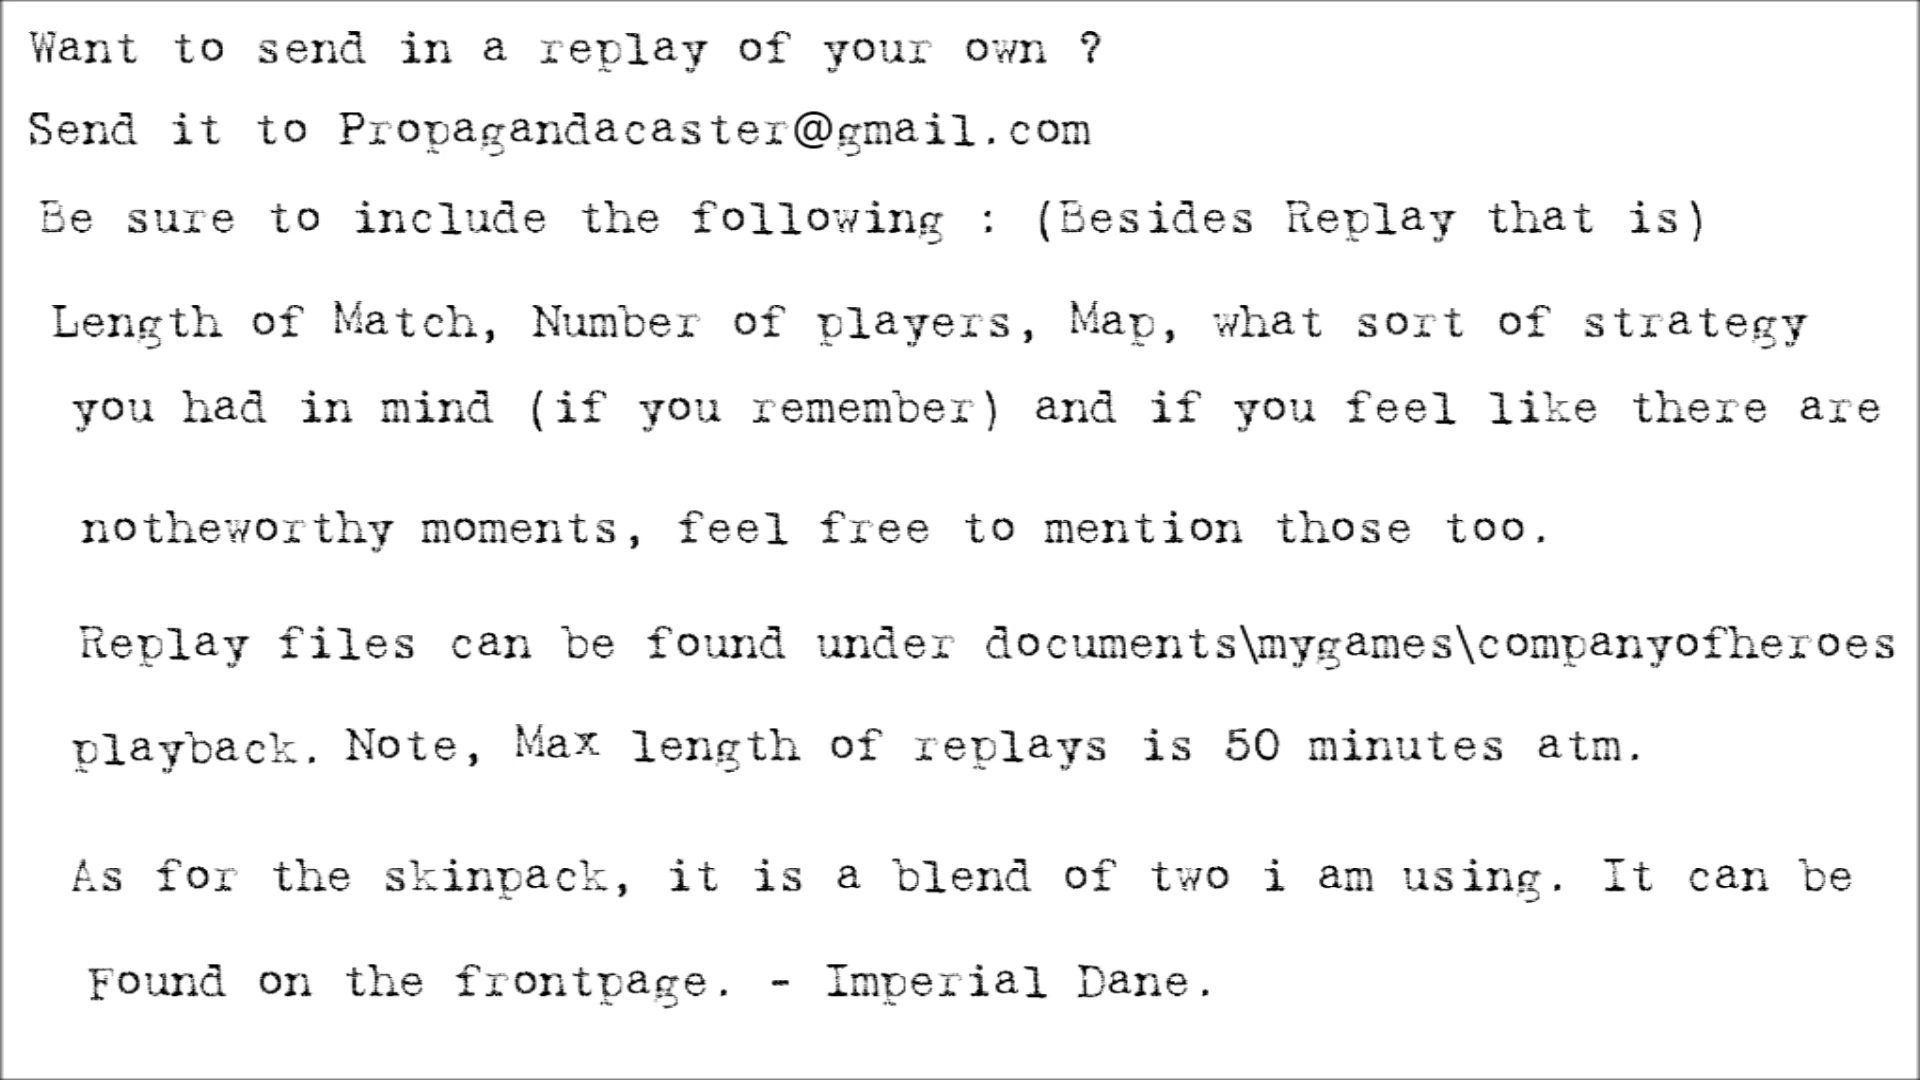 Want to send in a replay of your own ?
Send it to Propagandacaster@gmail.com
Be sure to include the following : (Besides Replay that is)
Length of Match, Number of players, Map, what sort of strategy
you had in mind (if you remember) and if you feel like there are
notheworthy moments, feel free to mention those too.
Replay files can be found under documents\mygames\companyofheroes
playback. Note, Max length of replays is 50 minutes atm.
As for the skinpack, it is a blend of two i am using. It can be
Found on the frontpage. - Imperial Dane.